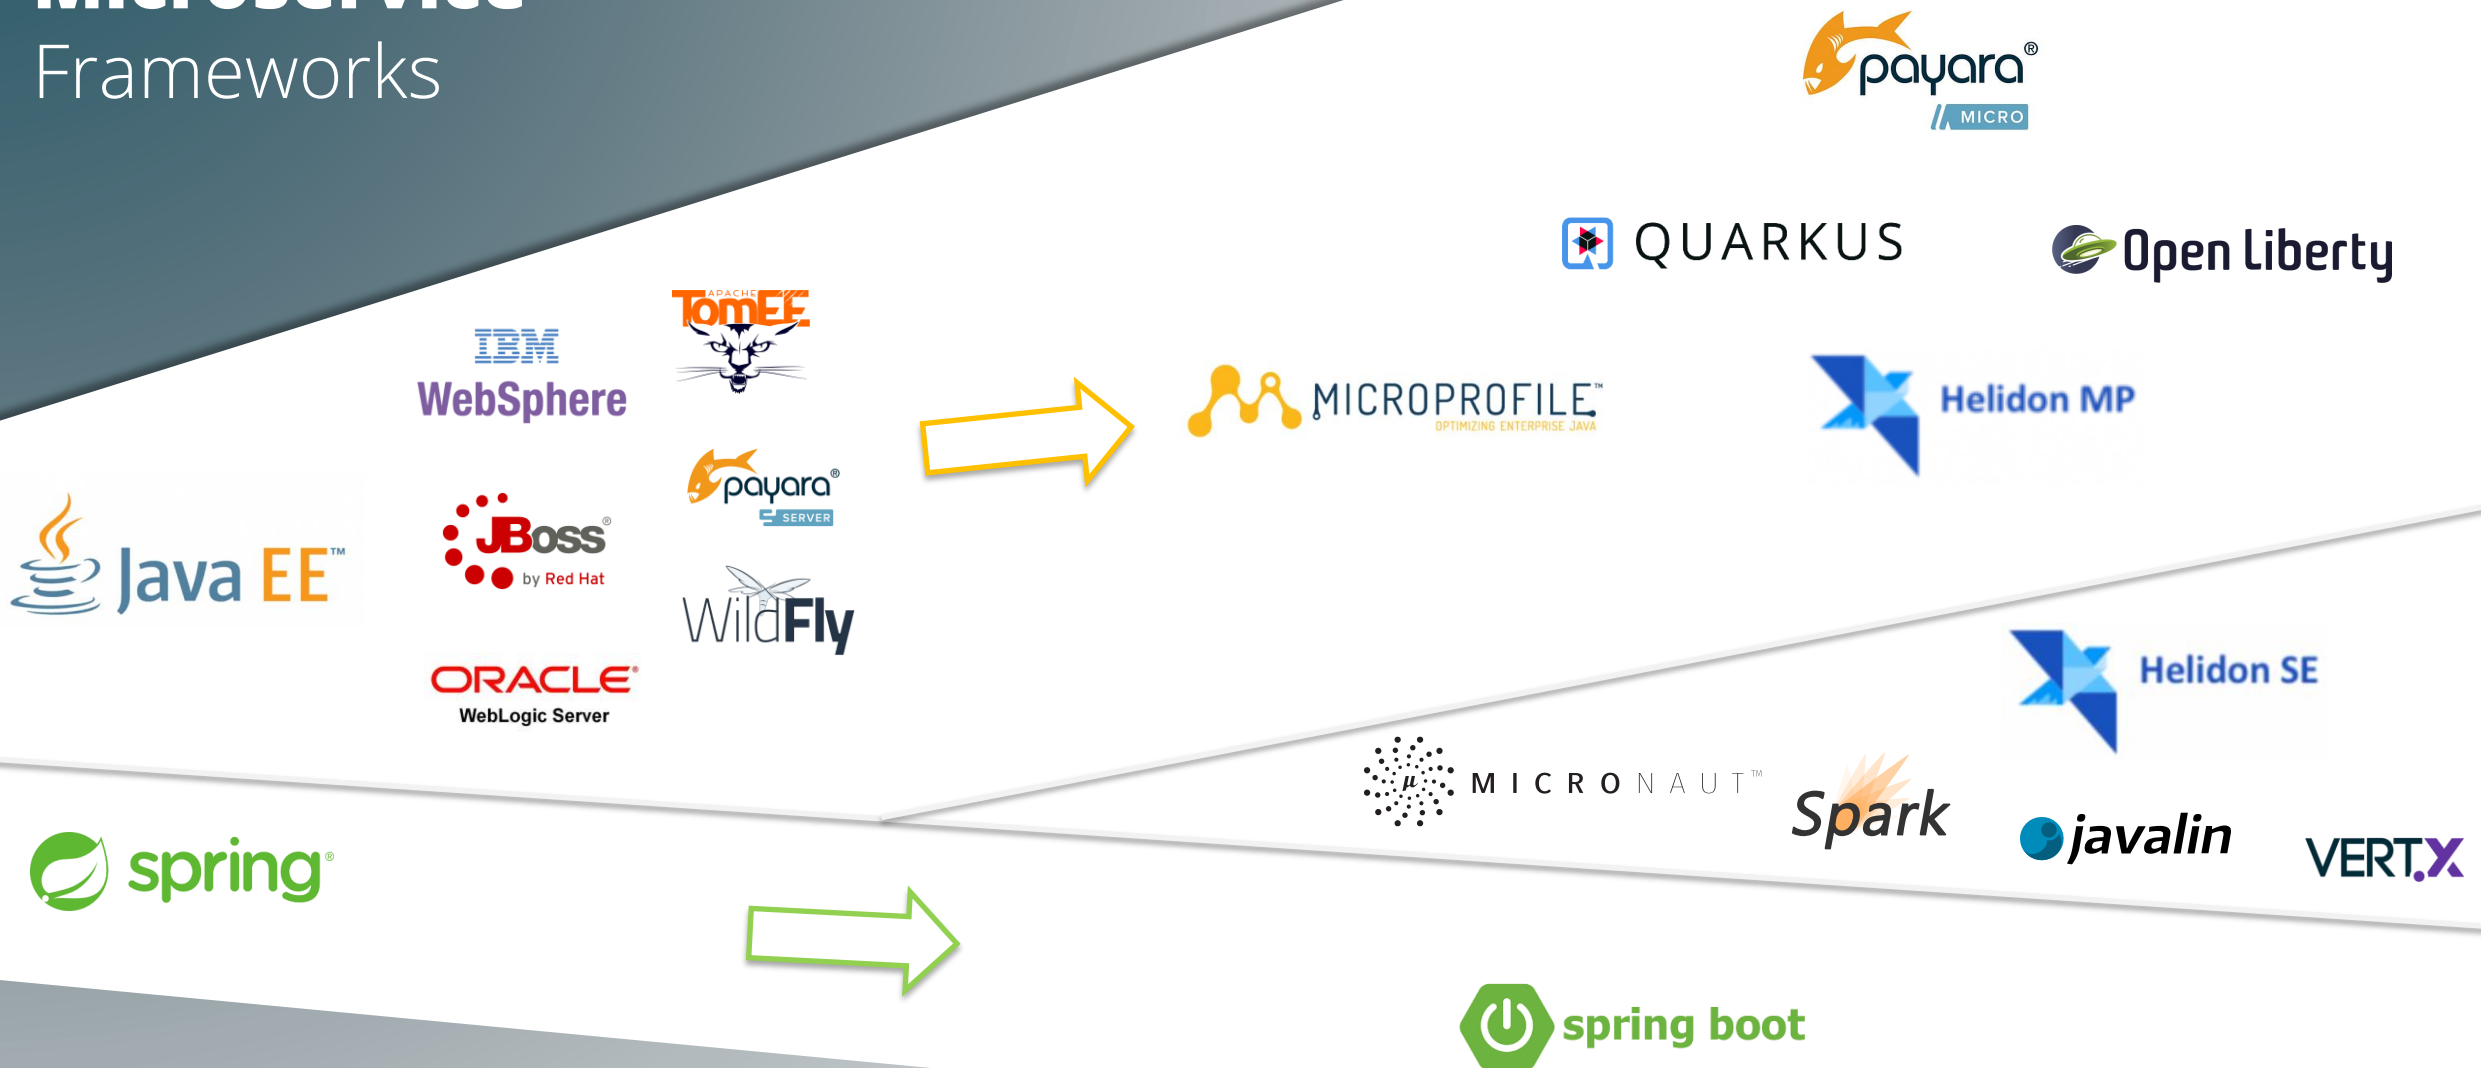 Microservice
Frameworks
payara®
MICRO
QUARKUS
Open Liberty
APACHE
TomEE
IBM
WebSphere
MICROPROFILE™
OPTIMIZING ENTERPRISE JAVA
Helidon MP
payara®
SERVER
JBoss®
by Red Hat
Java EE™
WildFly
ORACLE®
WebLogic Server
Helidon SE
µ MICRONAUT™
Spark
javalin
VERT.X
spring®
spring boot